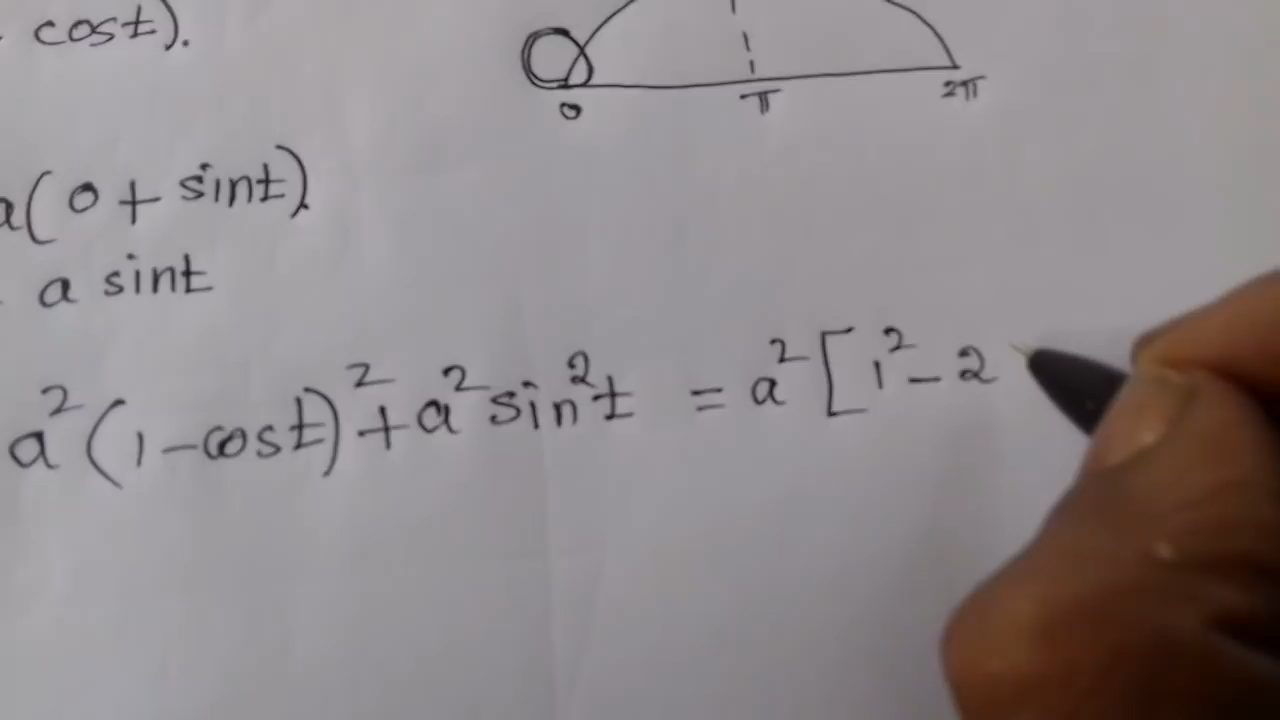 cost).
0 π 2π
a(0 + sint)
a sint
a²(1-cost)²+a²sin²t = a²[1²-2